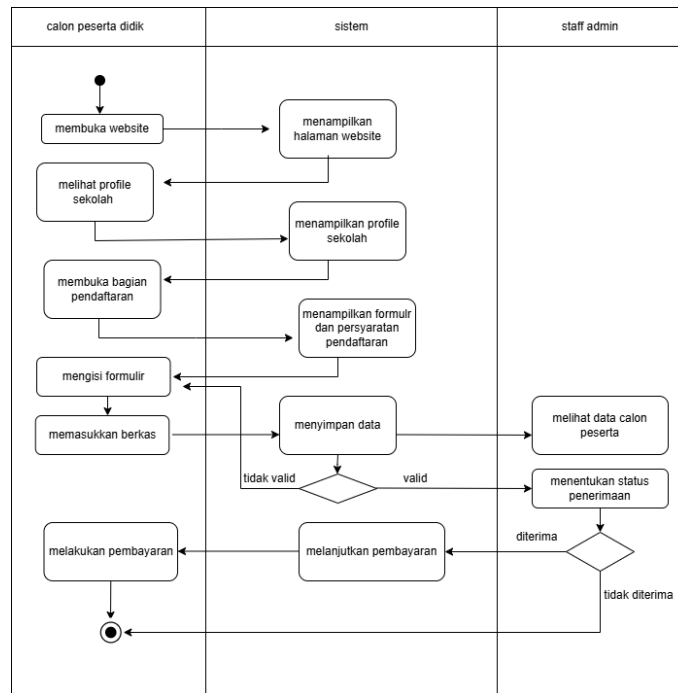 calon peserta didik
sistem
staff admin
membuka website
menampilkan
halaman website
melihat profile
sekolah
menampilkan profile
sekolah
membuka bagian
pendaftaran
menampilkan formulr
dan persyaratan
pendaftaran
mengisi formulir
memasukkan berkas
menyimpan data
melihat data calon
peserta
tidak valid
valid
menentukan status
penerimaan
diterima
melakukan pembayaran
melanjutkan pembayaran
tidak diterima